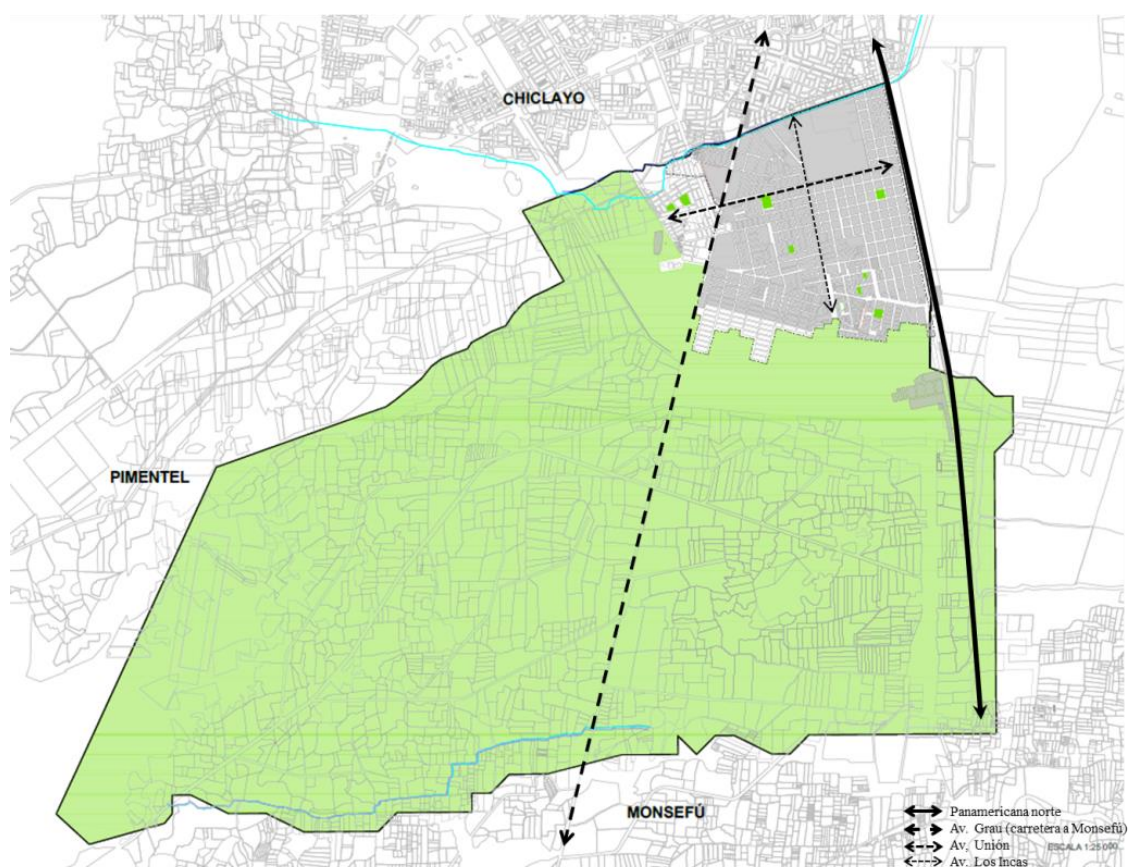 CHICLAYO
PIMENTEL
MONSEFÚ
Panamericana norte
Av. Grau (carretera a Monsefú)
Av, Unión
ESCALA 1:25 000
Av. Los Incas